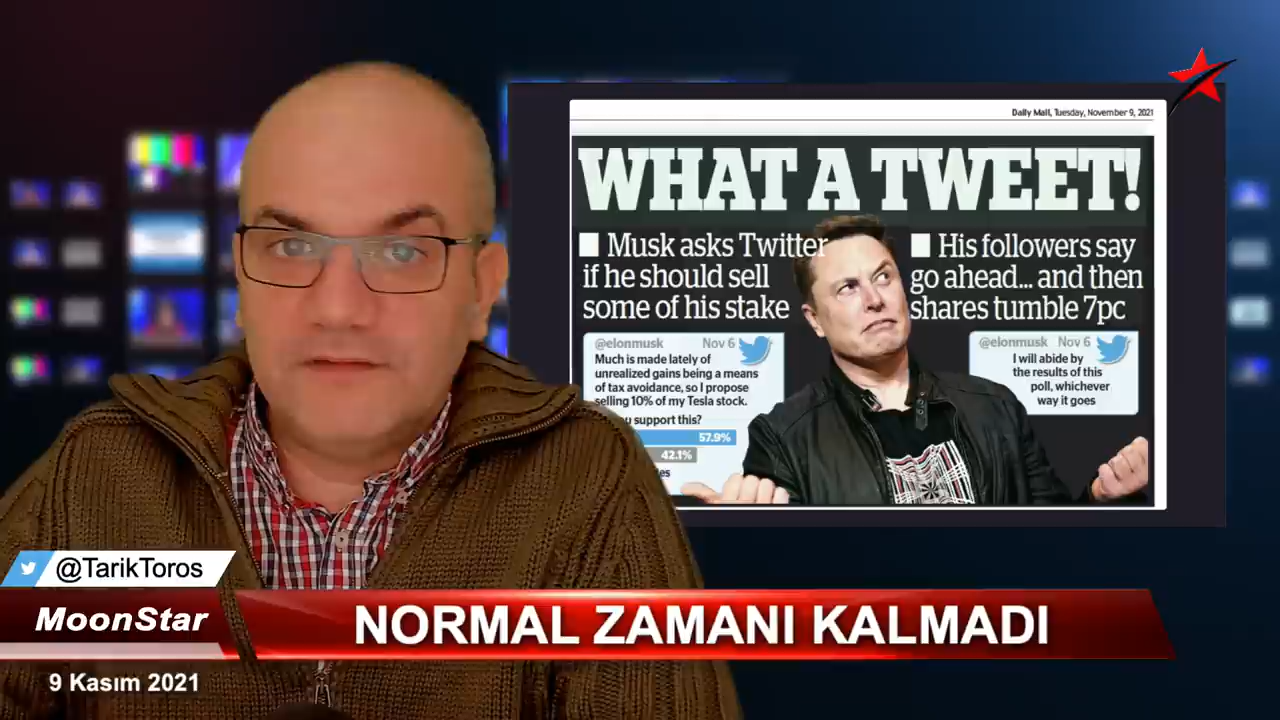 Daily Mail, Tuesday, November 9, 2021
WHAT A TWEET!
Musk asks Twitter
if he should sell
some of his stake
His followers say
go ahead... and then
shares tumble 7pc
@elonmusk Nov 6
Much is made lately of
unrealized gains being a means
of tax avoidance, so I propose
selling 10% of my Tesla stock.
support this?
57.9%
42.1%
@elonmusk Nov 6
I will abide by
the results of this
poll, whichever
way it goes
@TarikToros
MoonStar
NORMAL ZAMANI KALMADI
9 Kasım 2021